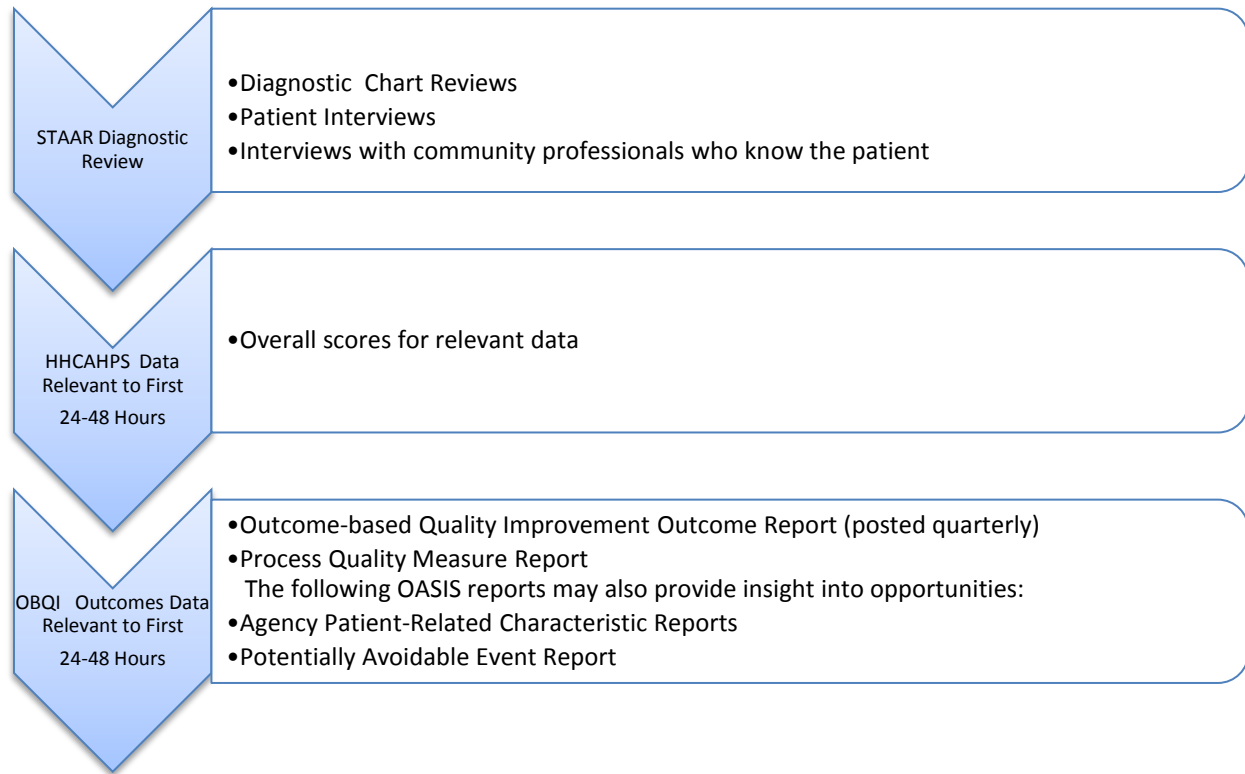 STAAR Diagnostic
Review
•Diagnostic Chart Reviews
•Patient Interviews
•Interviews with community professionals who know the patient
HHCAHPS Data
Relevant to First
24-48 Hours
•Overall scores for relevant data
OBQI Outcomes Data
Relevant to First
24-48 Hours
•Outcome-based Quality Improvement Outcome Report (posted quarterly)
•Process Quality Measure Report
The following OASIS reports may also provide insight into opportunities:
•Agency Patient-Related Characteristic Reports
•Potentially Avoidable Event Report